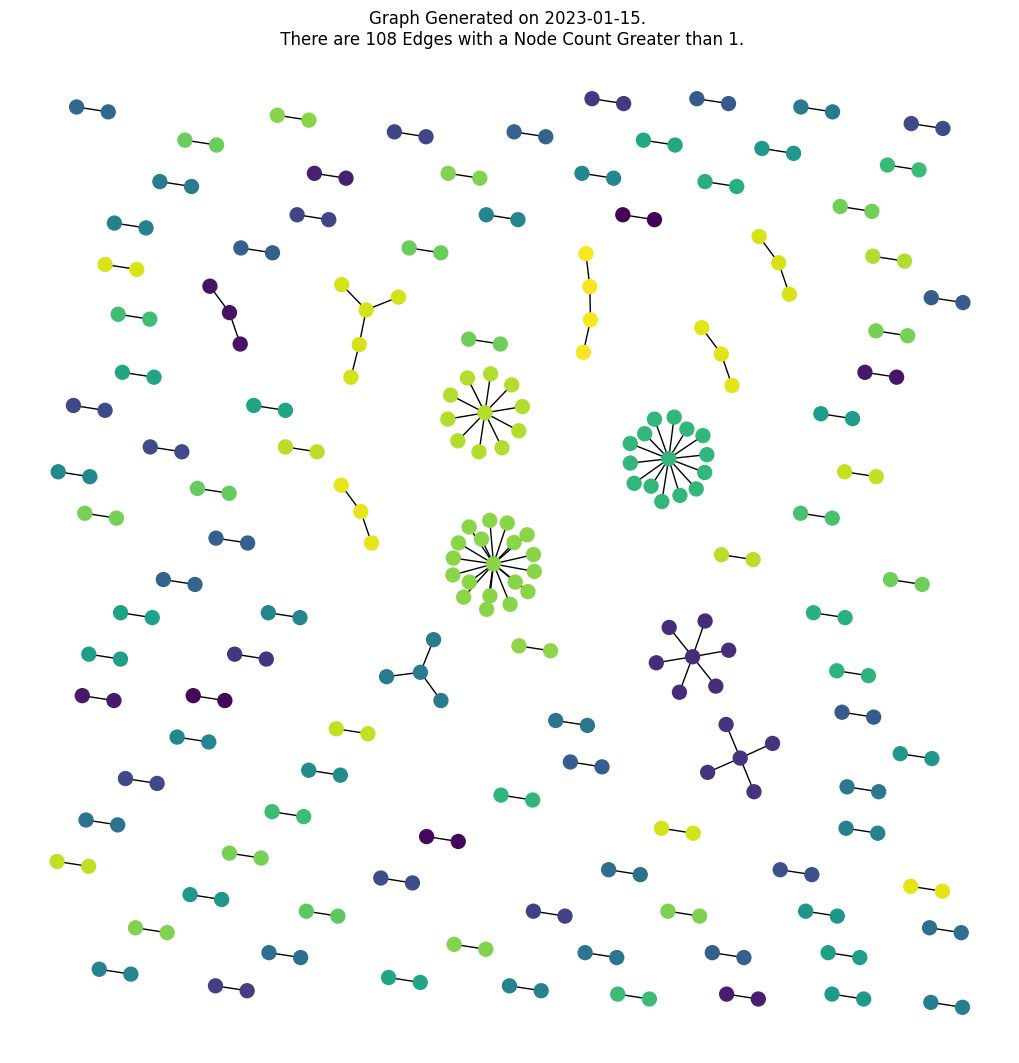 Graph Generated on 2023-01-15.
There are 108 Edges with a Node Count Greater than 1.